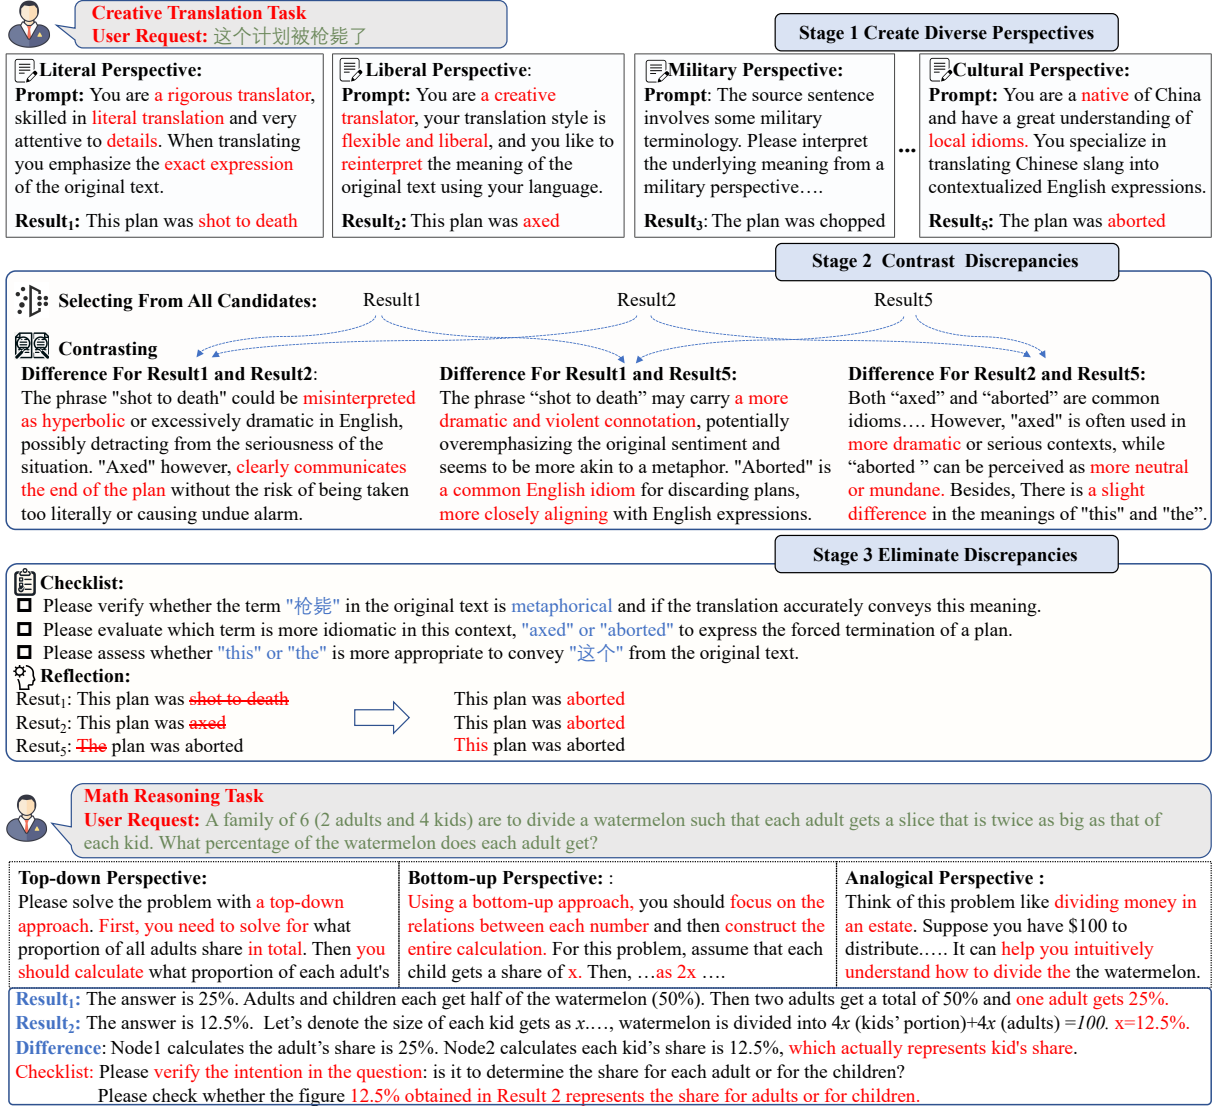 Creative Translation Task
User Request: 这个计划被枪毙了
Stage 1 Create Diverse Perspectives
Literal Perspective:
Prompt: You are a rigorous translator,
skilled in literal translation and very
attentive to details. When translating
you emphasize the exact expression
of the original text.
Result1: This plan was shot to death
Liberal Perspective:
Prompt: You are a creative
translator, your translation style is
flexible and liberal, and you like to
reinterpret the meaning of the
original text using your language.
Result2: This plan was axed
Military Perspective:
Prompt: The source sentence
involves some military
terminology. Please interpret
the underlying meaning from a
military perspective….
Result3: The plan was chopped
...
Cultural Perspective:
Prompt: You are a native of China
and have a great understanding of
local idioms. You specialize in
translating Chinese slang into
contextualized English expressions.
Result5: The plan was aborted
Stage 2 Contrast Discrepancies
Selecting From All Candidates: Result1 Result2 Result5
Contrasting
Difference For Result1 and Result2:
The phrase "shot to death" could be misinterpreted
as hyperbolic or excessively dramatic in English,
possibly detracting from the seriousness of the
situation. "Axed" however, clearly communicates
the end of the plan without the risk of being taken
too literally or causing undue alarm.
Difference For Result1 and Result5:
The phrase “shot to death” may carry a more
dramatic and violent connotation, potentially
overemphasizing the original sentiment and
seems to be more akin to a metaphor. "Aborted" is
a common English idiom for discarding plans,
more closely aligning with English expressions.
Difference For Result2 and Result5:
Both “axed” and “aborted” are common
idioms…. However, "axed" is often used in
more dramatic or serious contexts, while
“aborted ” can be perceived as more neutral
or mundane. Besides, There is a slight
difference in the meanings of "this" and "the”.
Stage 3 Eliminate Discrepancies
Checklist:
Please verify whether the term "枪毙" in the original text is metaphorical and if the translation accurately conveys this meaning.
Please evaluate which term is more idiomatic in this context, "axed" or "aborted" to express the forced termination of a plan.
Please assess whether "this" or "the" is more appropriate to convey "这个" from the original text.
Reflection:
Resut1: This plan was shot to death This plan was aborted
Resut2: This plan was axed This plan was aborted
Resut5: The plan was aborted This plan was aborted
Math Reasoning Task
User Request: A family of 6 (2 adults and 4 kids) are to divide a watermelon such that each adult gets a slice that is twice as big as that of
each kid. What percentage of the watermelon does each adult get?
Top-down Perspective:
Please solve the problem with a top-down
approach. First, you need to solve for what
proportion of all adults share in total. Then you
should calculate what proportion of each adult's
Bottom-up Perspective: :
Using a bottom-up approach, you should focus on the
relations between each number and then construct the
entire calculation. For this problem, assume that each
child gets a share of x. Then, …as 2x ….
Analogical Perspective :
Think of this problem like dividing money in
an estate. Suppose you have $100 to
distribute.…. It can help you intuitively
understand how to divide the the watermelon.
Result1: The answer is 25%. Adults and children each get half of the watermelon (50%). Then two adults get a total of 50% and one adult gets 25%.
Result2: The answer is 12.5%. Let’s denote the size of each kid gets as x.…, watermelon is divided into 4x (kids’ portion)+4x (adults) =100. x=12.5%.
Difference: Node1 calculates the adult’s share is 25%. Node2 calculates each kid’s share is 12.5%, which actually represents kid's share.
Checklist: Please verify the intention in the question: is it to determine the share for each adult or for the children?
Please check whether the figure 12.5% obtained in Result 2 represents the share for adults or for children.